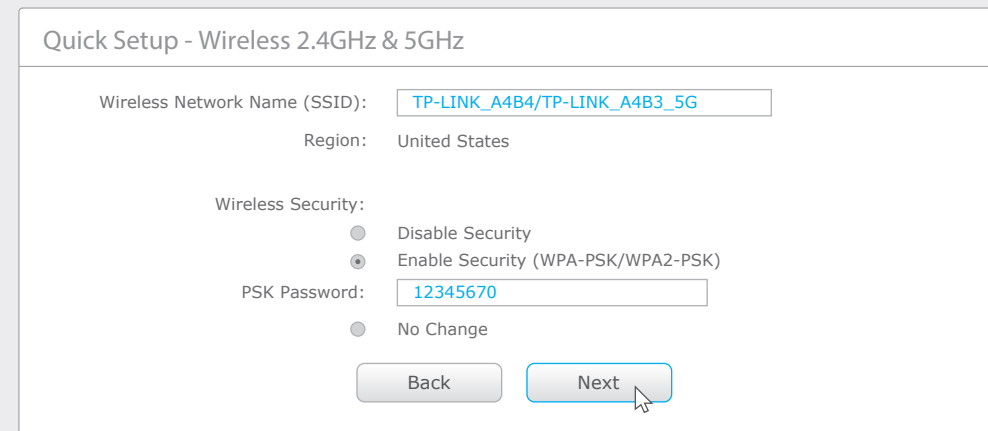 Quick Setup - Wireless 2.4GHz & 5GHz
Wireless Network Name (SSID): TP-LINK_A4B4/TP-LINK_A4B3_5G
Region: United States
Wireless Security:
Disable Security
Enable Security (WPA-PSK/WPA2-PSK)
PSK Password: 12345670
No Change
Back Next